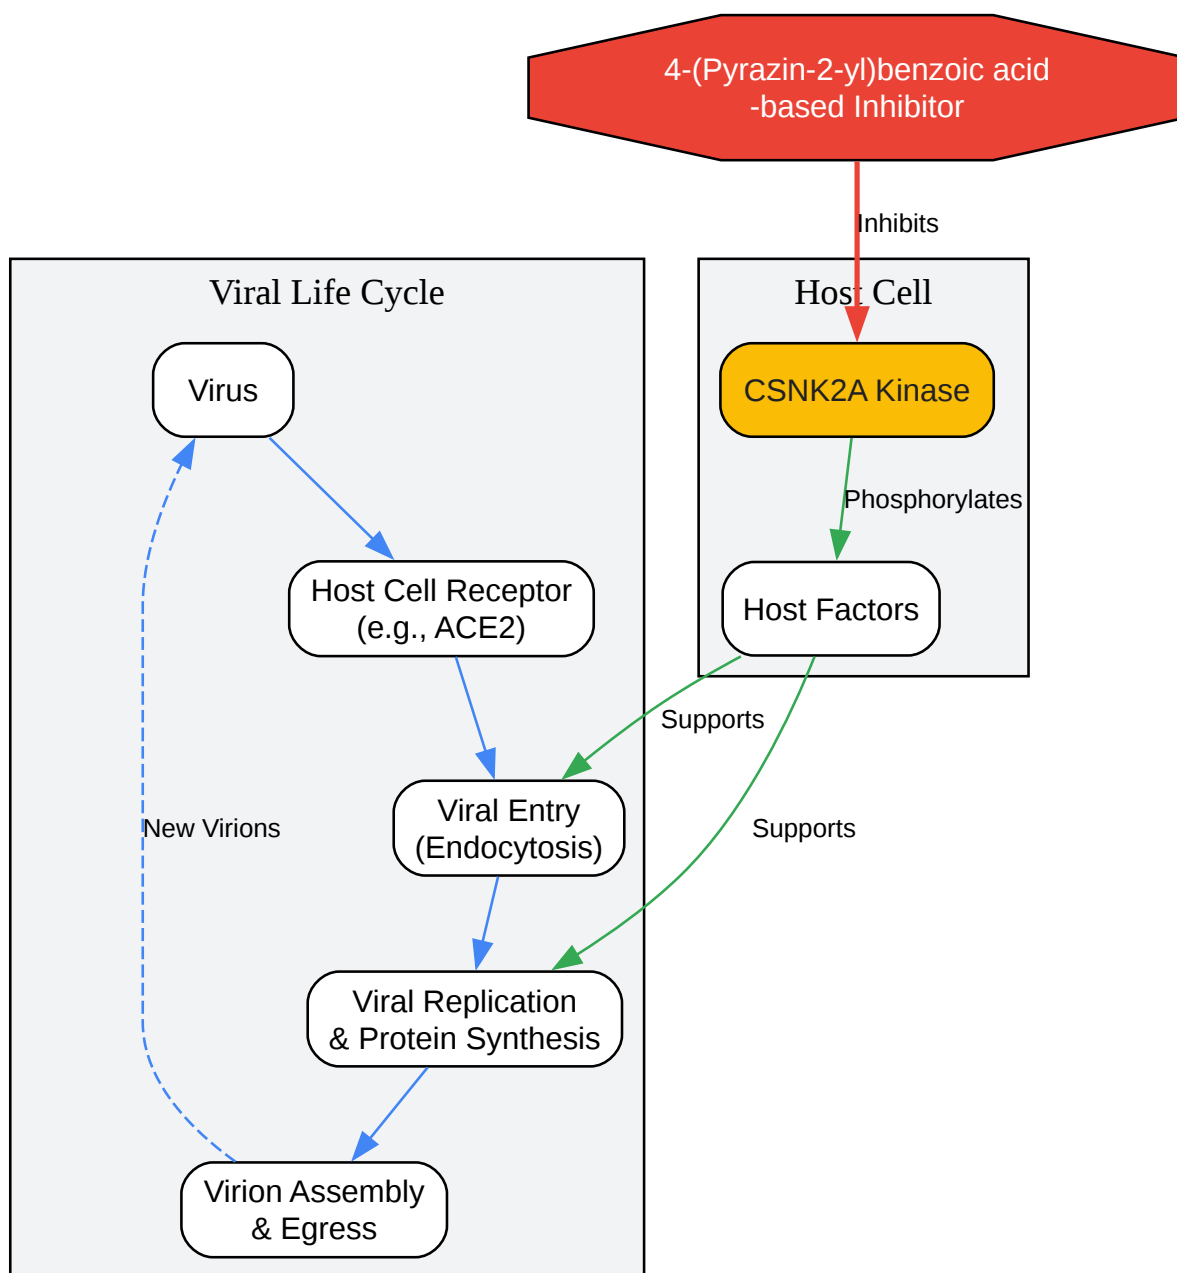 4-(Pyrazin-2-yl)benzoic acid
-based Inhibitor
Inhibits
Viral Life Cycle
Host Cell
Virus
CSNK2A Kinase
Phosphorylates
Host Cell Receptor
(e.g., ACE2)
Host Factors
Supports
Viral Entry
(Endocytosis)
New Virions
Supports
Viral Replication
& Protein Synthesis
Virion Assembly
& Egress